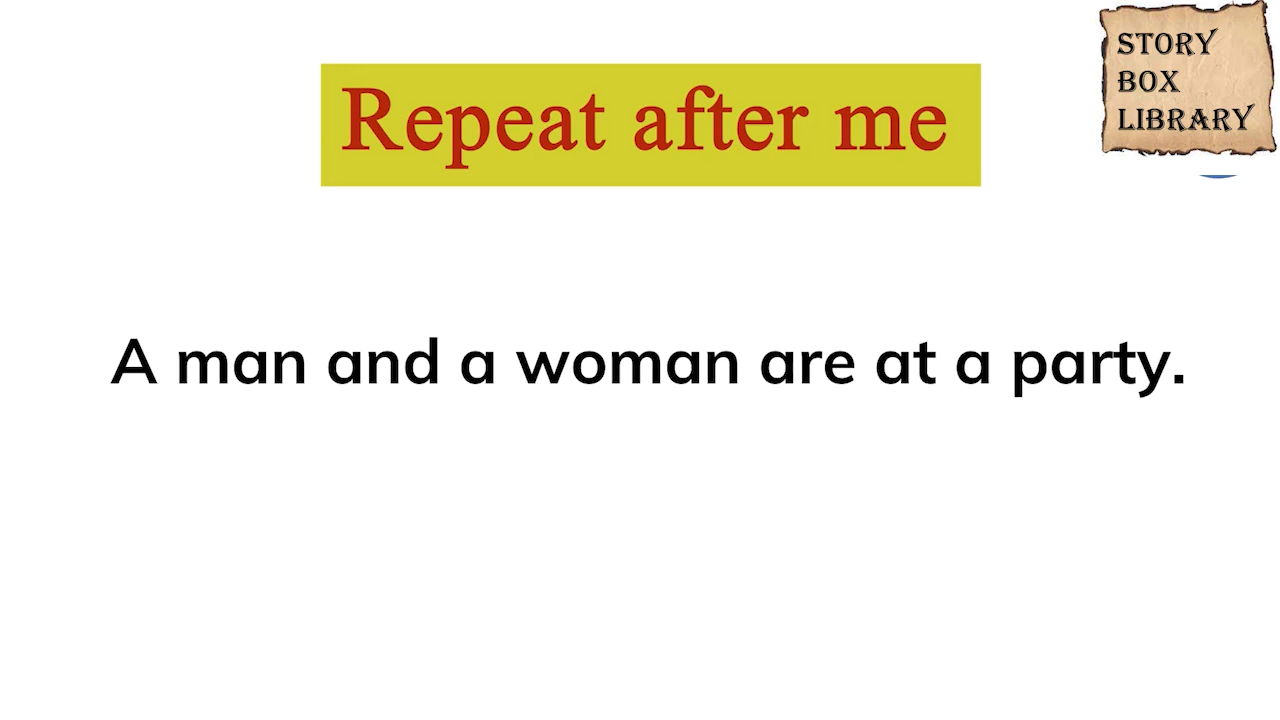 STORY
BOX
LIBRARY
Repeat after me
A man and a woman are at a party.